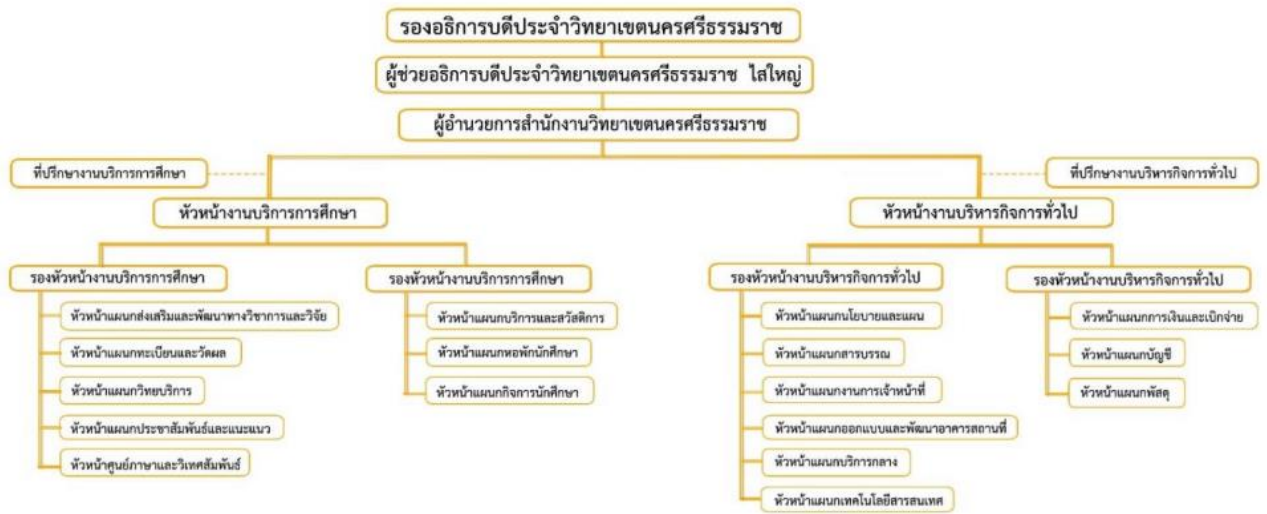 รองอธิการบดีประจำวิทยาเขตนครศรีธรรมราช
ผู้ช่วยอธิการบดีประจำวิทยาเขตนครศรีธรรมราช ไสใหญ่
ผู้อำนวยการสำนักงานวิทยาเขตนครศรีธรรมราช
ที่ปรึกษางานบริการการศึกษา
ที่ปรึกษางานบริหารกิจการทั่วไป
หัวหน้างานบริการการศึกษา
หัวหน้างานบริหารกิจการทั่วไป
รองหัวหน้างานบริการการศึกษา
หัวหน้าแผนกส่งเสริมและพัฒนาทางวิชาการและวิจัย
หัวหน้าแผนกทะเบียนและวัดผล
หัวหน้าแผนกวิทยบริการ
หัวหน้าแผนกประชาสัมพันธ์และแนะแนว
หัวหน้าศูนย์ภาษาและวิเทศสัมพันธ์
รองหัวหน้างานบริการการศึกษา
หัวหน้าแผนกบริการและสวัสดิการ
หัวหน้าแผนกหอพักนักศึกษา
หัวหน้าแผนกกิจการนักศึกษา
รองหัวหน้างานบริหารกิจการทั่วไป
หัวหน้าแผนกนโยบายและแผน
หัวหน้าแผนกสารบรรณ
หัวหน้าแผนกงานการเจ้าหน้าที่
หัวหน้าแผนกออกแบบและพัฒนาอาคารสถานที่
หัวหน้าแผนกบริการกลาง
หัวหน้าแผนกเทคโนโลยีสารสนเทศ
รองหัวหน้างานบริหารกิจการทั่วไป
หัวหน้าแผนกการเงินและเบิกจ่าย
หัวหน้าแผนกบัญชี
หัวหน้าแผนกพัสดุ